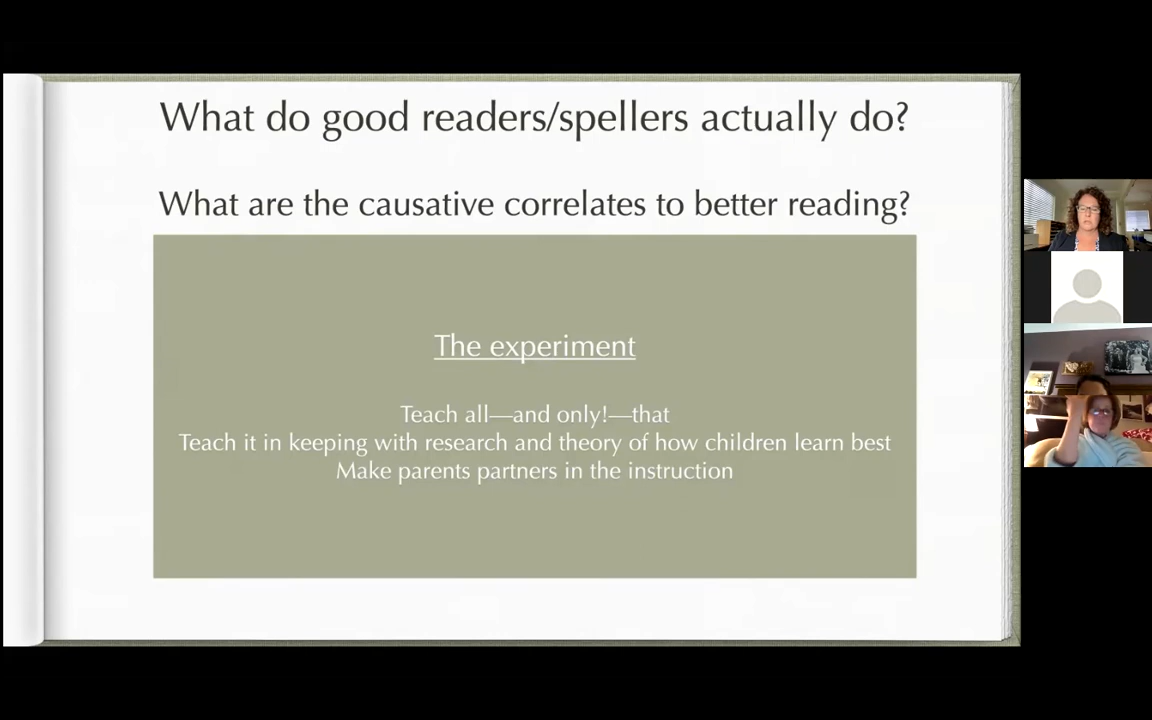 What do good readers/spellers actually do?
What are the causative correlates to better reading?
The experiment
Teach all—and only!—that
Teach it in keeping with research and theory of how children learn best
Make parents partners in the instruction